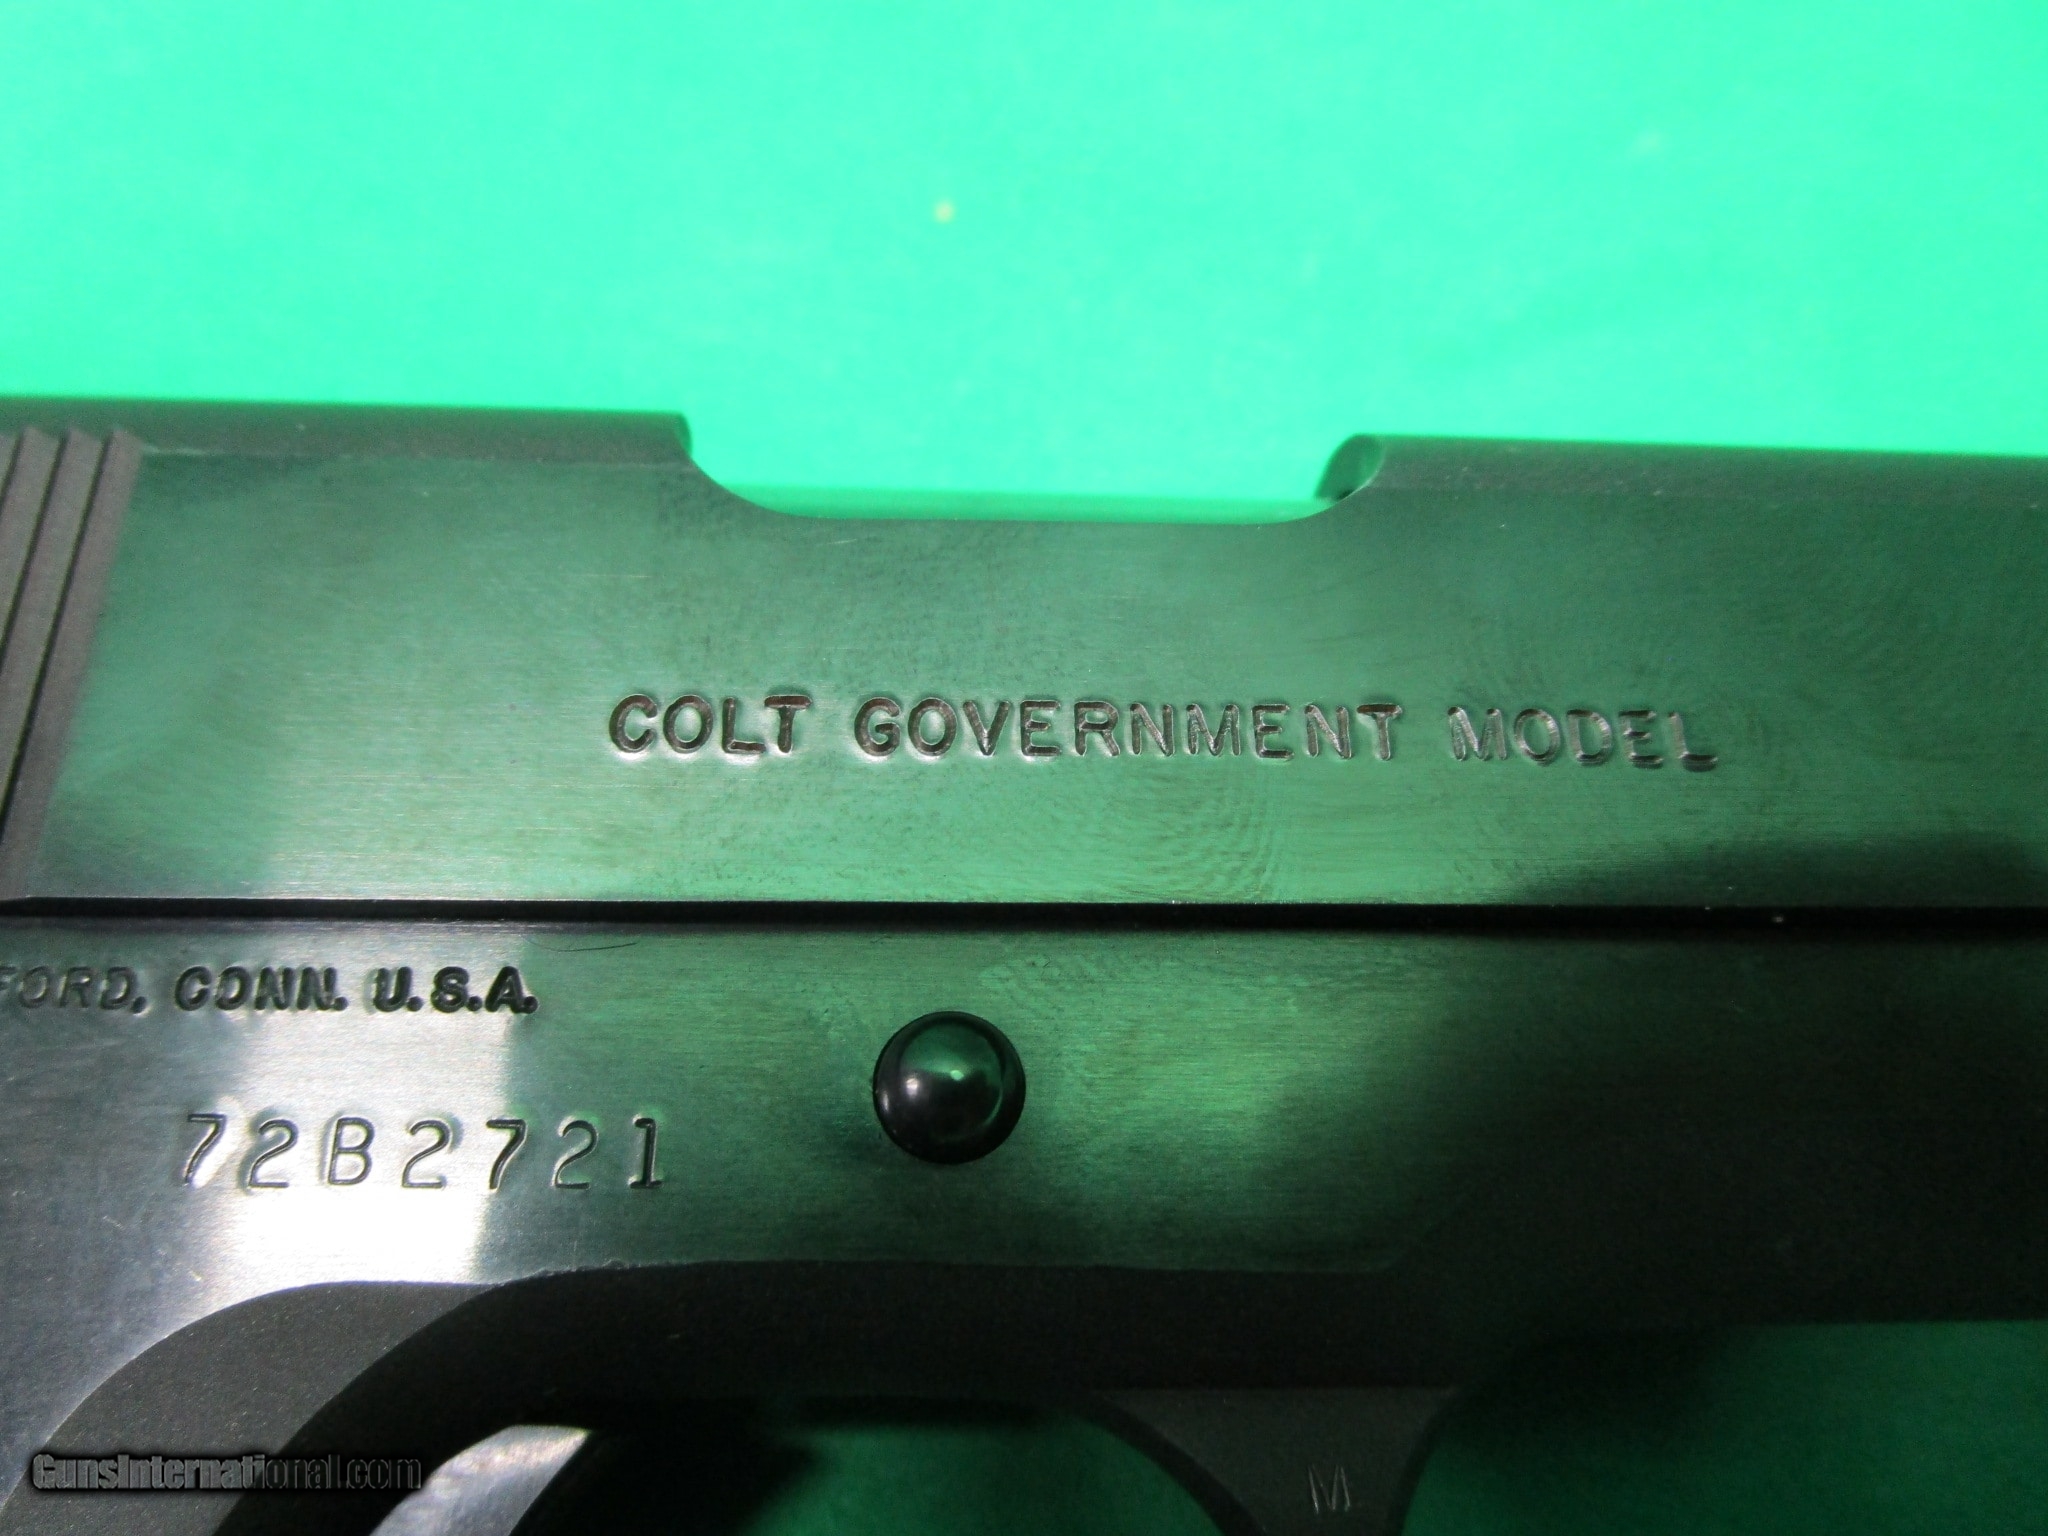 COLT GOVERNMENT MODEL
FORD, CONN. U.S.A.
72B2721
M
GunsInternational.com